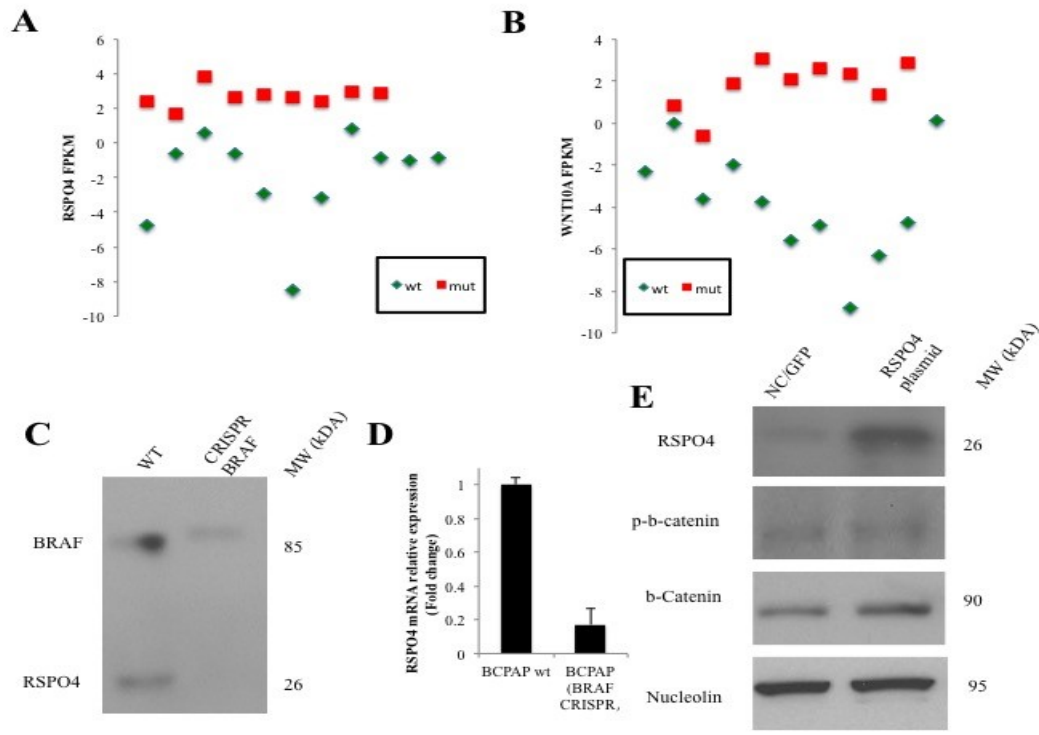 A
6
4
2
0
-2
-4
-6
-8
-10
RSPO4 FPKM
wt mut
B
4
2
0
-2
-4
-6
-8
-10
WNT10A FPKM
wt mut
C
WT
CRISPR
BRAF
MW (kDA)
BRAF
85
RSPO4
26
D
RSPO4 mRNA relative expression
(Fold change)
1
0.8
0.6
0.4
0.2
0
BCPAP wt
BCPAP
(BRAF
CRISPR,
E
NC/GFP
RSPO4
plasmid
MW (kDA)
RSPO4
26
p-b-catenin
b-Catenin
90
Nucleolin
95